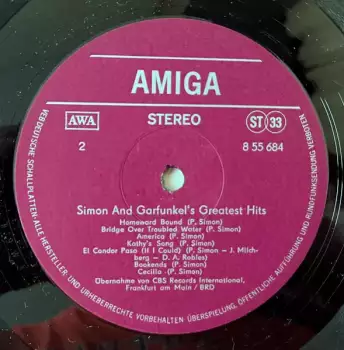 AMIGA
AWA
STEREO
ST 33
2
8 55 684
Simon And Garfunkel's Greatest Hits
Homeward Bound (P. Simon)
Bridge Over Troubled Water (P. Simon)
America (P. Simon)
Kathy's Song (P. Simon)
El Condor Pasa (If I Could) (P. Simon – J. Milch-
berg – D. A. Robles)
Bookends (P. Simon)
Cecilia (P. Simon)
Übernahme von CBS Records International,
Frankfurt am Main / BRD
VEB DEUTSCHE SCHALLPLATTEN · ALLE HERSTELLER- UND URHEBERRECHTE VORBEHALTEN · ÜBERSPIELUNG, ÖFFENTLICHE AUFFÜHRUNG UND RUNDFUNKSENDUNG VERBOTEN